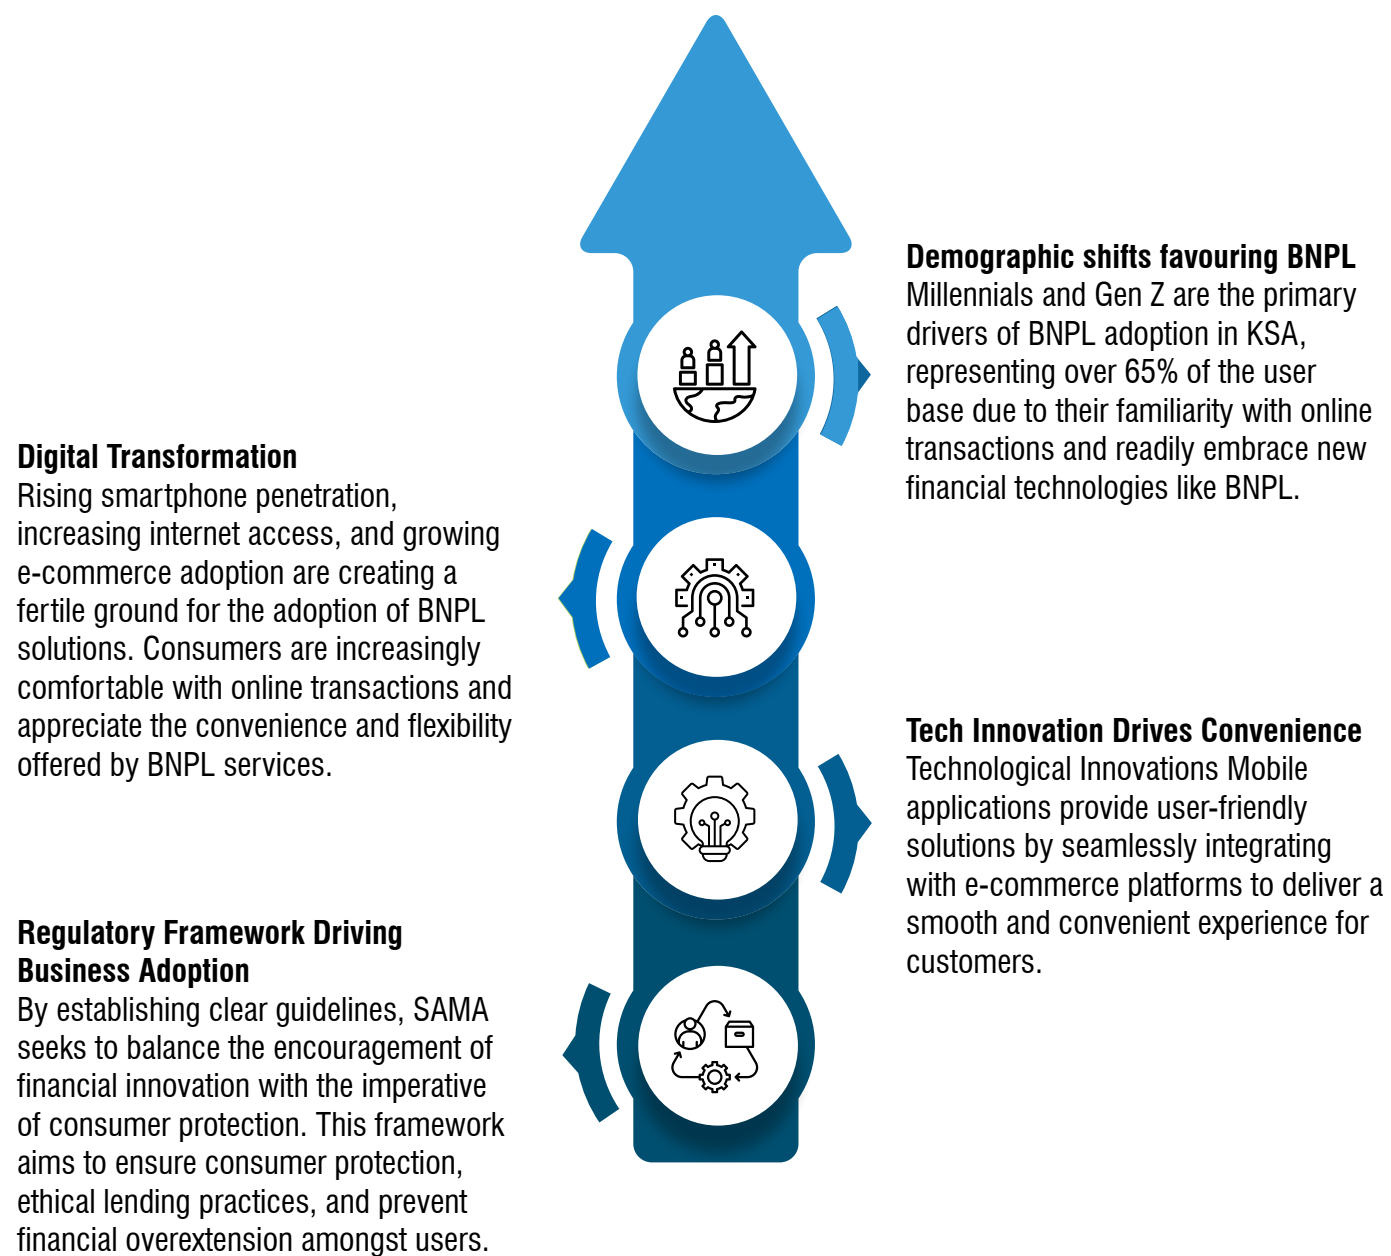 Demographic shifts favouring BNPL
Millennials and Gen Z are the primary
drivers of BNPL adoption in KSA,
representing over 65% of the user
base due to their familiarity with online
transactions and readily embrace new
financial technologies like BNPL.
Digital Transformation
Rising smartphone penetration,
increasing internet access, and growing
e-commerce adoption are creating a
fertile ground for the adoption of BNPL
solutions. Consumers are increasingly
comfortable with online transactions and
appreciate the convenience and flexibility
offered by BNPL services.
Tech Innovation Drives Convenience
Technological Innovations Mobile
applications provide user-friendly
solutions by seamlessly integrating
with e-commerce platforms to deliver a
smooth and convenient experience for
customers.
Regulatory Framework Driving
Business Adoption
By establishing clear guidelines, SAMA
seeks to balance the encouragement of
financial innovation with the imperative
of consumer protection. This framework
aims to ensure consumer protection,
ethical lending practices, and prevent
financial overextension amongst users.